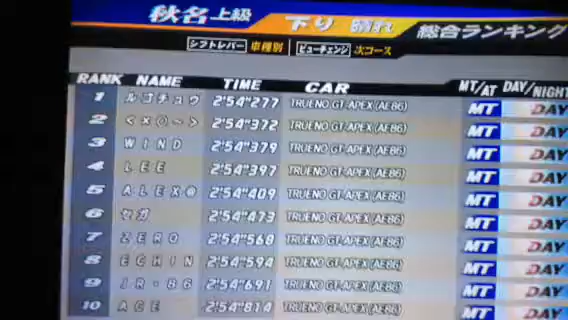 秋名上級 下り 晴れ 総合ランキング
シフトレバー 車種別 ビューチェンジ 次コース
RANK NAME TIME CAR MT/AT DAY/NIGHT
1 ルゴチュウ 2'54"277 TRUENO GT-APEX (AE86) MT DAY
2 2'54"372 TRUENO GT-APEX (AE86) MT DAY
3 WIND 2'54"379 TRUENO GT-APEX (AE86) MT DAY
4 LEE 2'54"397 TRUENO GT-APEX (AE86) MT DAY
5 ALEX@ 2'54"409 TRUENO GT-APEX (AE86) MT DAY
6 セガ 2'54"473 TRUENO GT-APEX (AE86) MT DAY
7 ZERO 2'54"568 TRUENO GT-APEX (AE86) MT DAY
8 ECHIN 2'54"594 TRUENO GT-APEX (AE86) MT DAY
9 JR・86 2'54"691 TRUENO GT-APEX (AE86) MT DAY
10 ACE 2'54"814 TRUENO GT-APEX (AE86) MT DAY